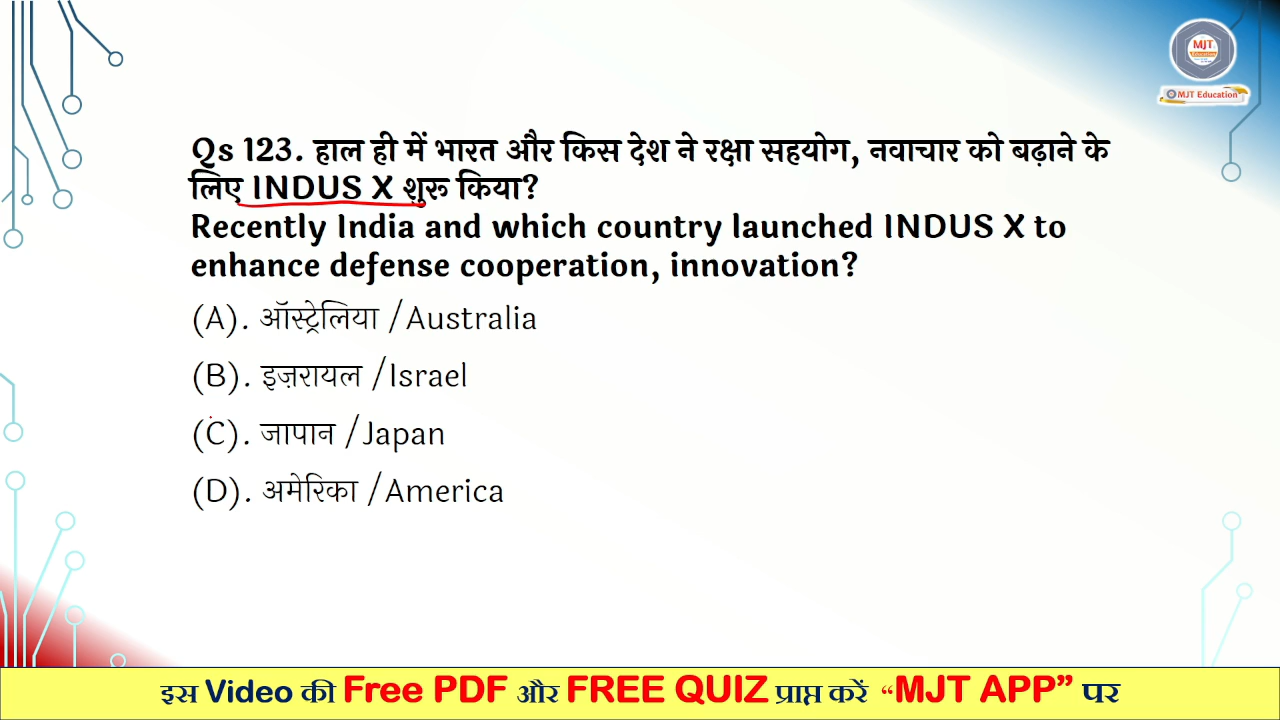 MJT
Education
MJT Education
Qs 123. हाल ही में भारत और किस देश ने रक्षा सहयोग, नवाचार को बढ़ाने के
लिए INDUS X शुरू किया?
Recently India and which country launched INDUS X to
enhance defense cooperation, innovation?
(A). ऑस्ट्रेलिया /Australia
(B). इज़रायल /Israel
(C). जापान /Japan
(D). अमेरिका /America
इस Video की Free PDF और FREE QUIZ प्राप्त करें “MJT APP” पर